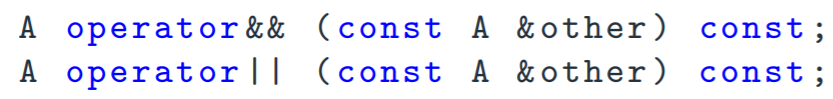 A operator&& (const A &other) const;
A operator|| (const A &other) const;